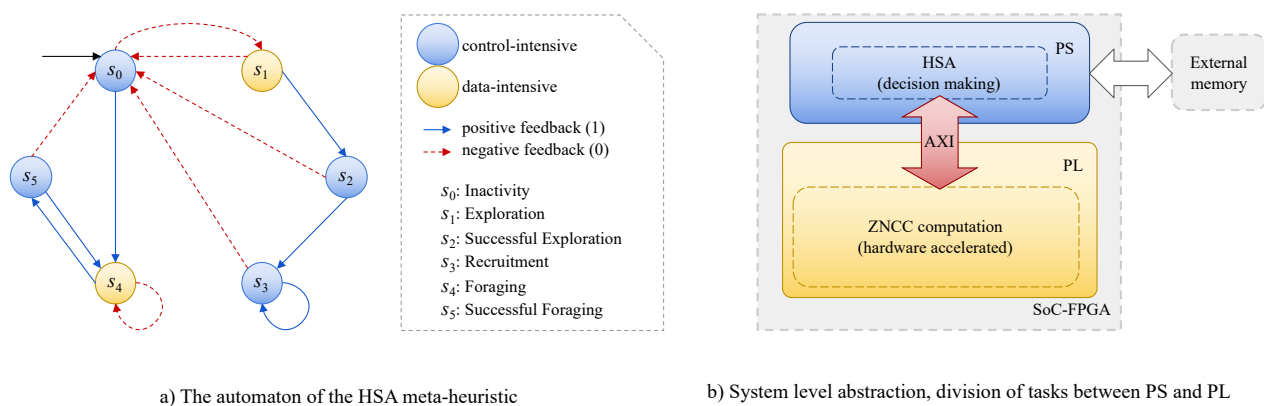 s0
s1
s2
s3
s4
s5
control-intensive
data-intensive
positive feedback (1)
negative feedback (0)
s0: Inactivity
s1: Exploration
s2: Successful Exploration
s3: Recruitment
s4: Foraging
s5: Successful Foraging
a) The automaton of the HSA meta-heuristic
PS
HSA
(decision making)
AXI
PL
ZNCC computation
(hardware accelerated)
SoC-FPGA
External
memory
b) System level abstraction, division of tasks between PS and PL